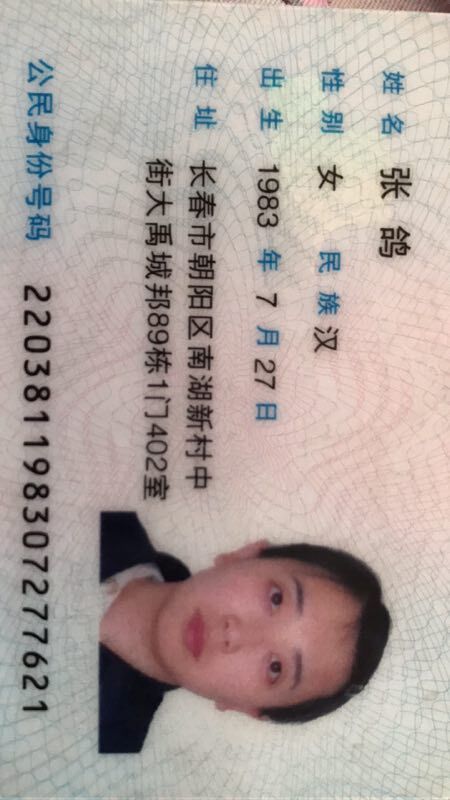 姓名 张鸽
性别 女 民族 汉
出生 1983 年 7 月 27 日
住址 长春市朝阳区南湖新村中
街大禹城邦89栋1门402室
公民身份号码 220381198307277621